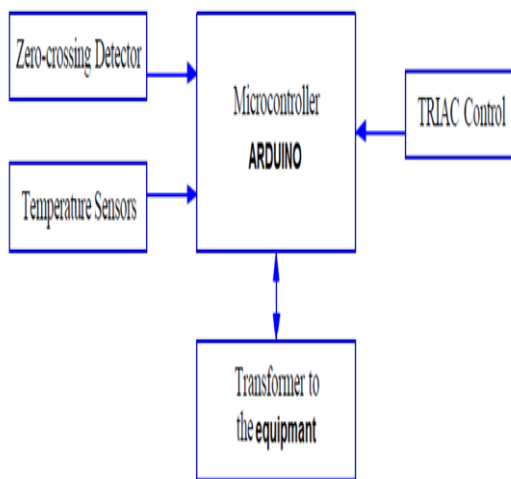 Zero-crossing Detector
Microcontroller
ARDUINO
TRIAC Control
Temperature Sensors
Transformer to
the equipmant